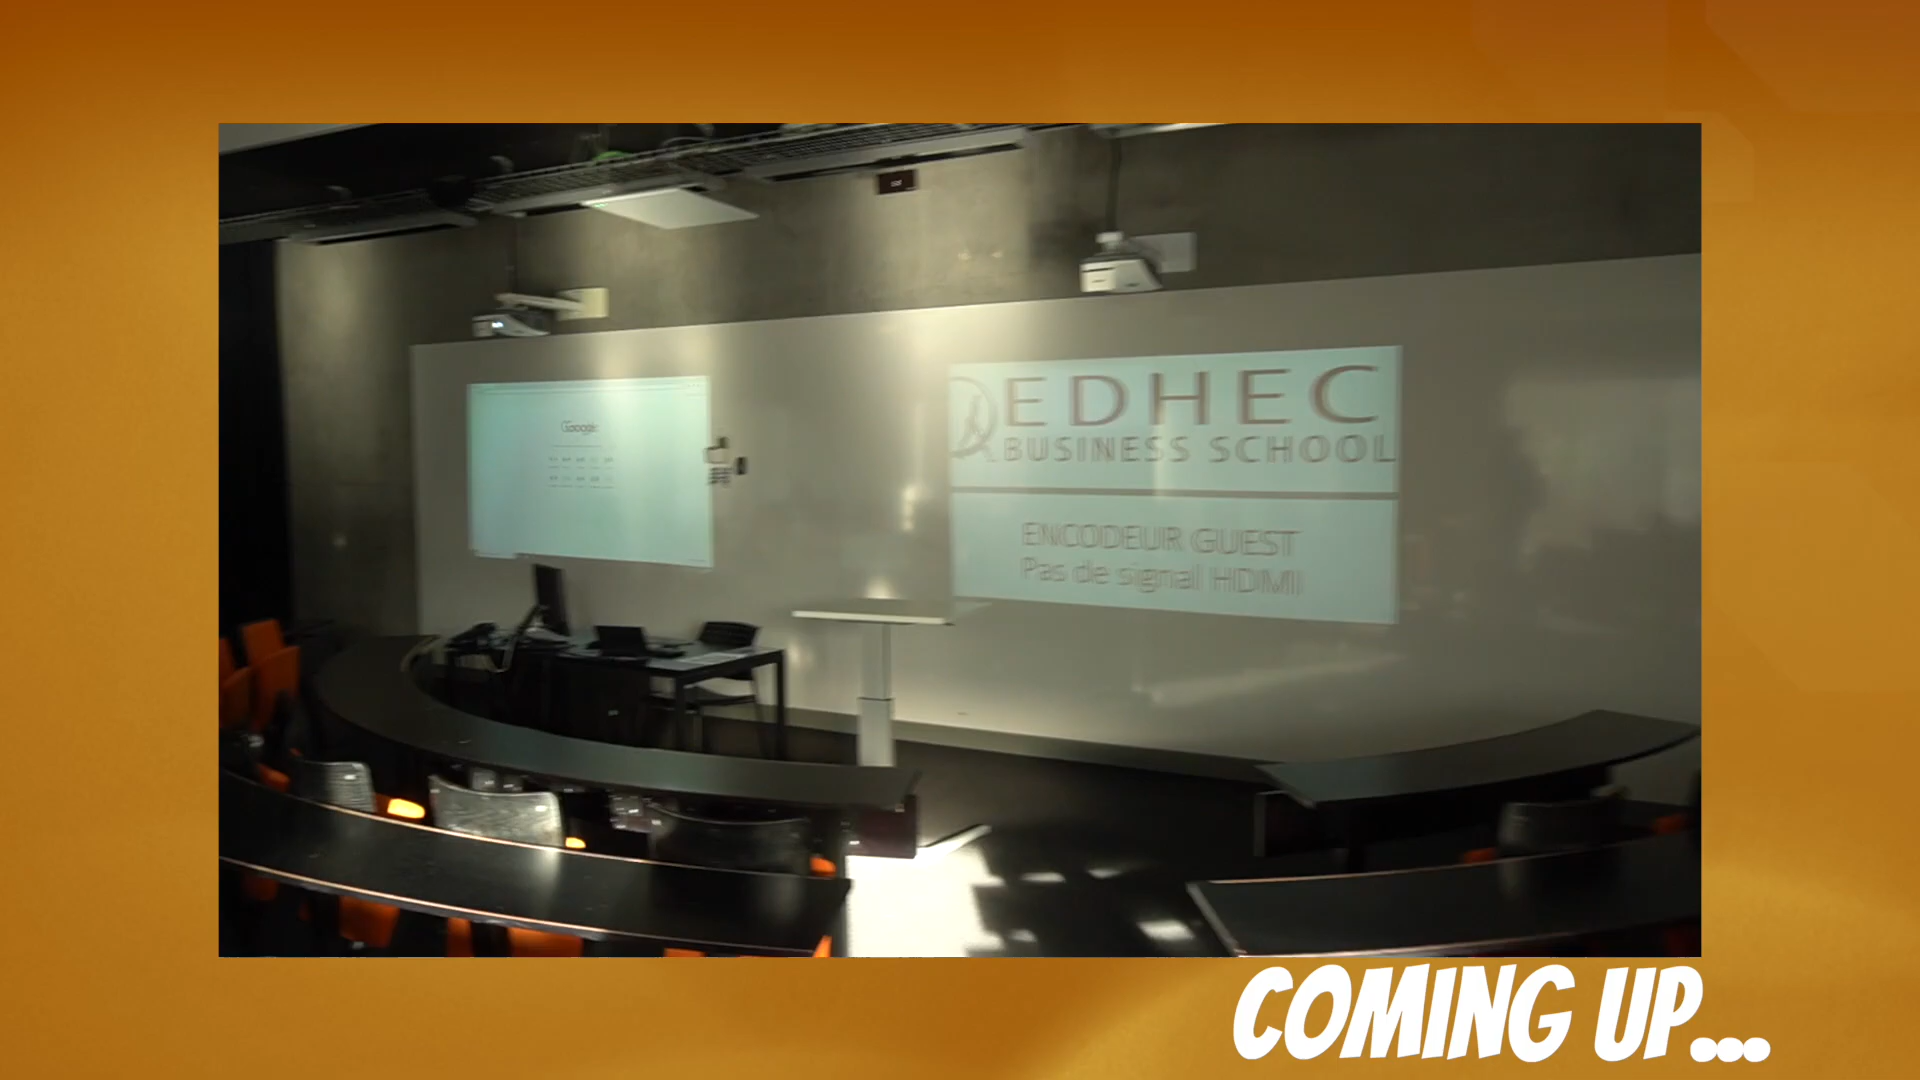 Google
EDHEC
BUSINESS SCHOOL
ENCODEUR GUEST
Pas de signal HDMI
COMING UP...